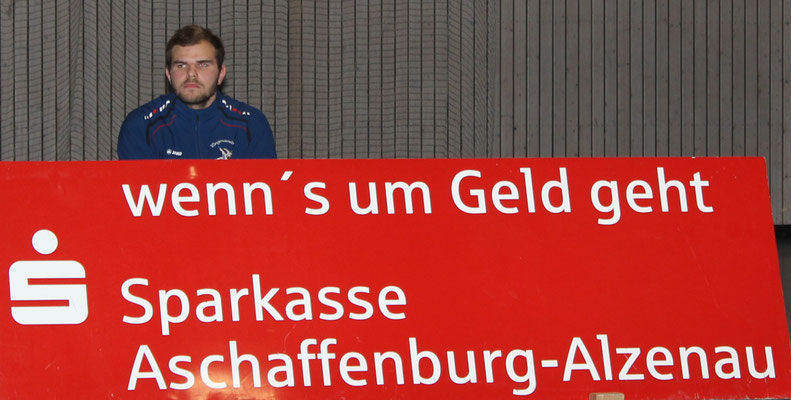 wenn´s um Geld geht
Sparkasse
Aschaffenburg-Alzenau